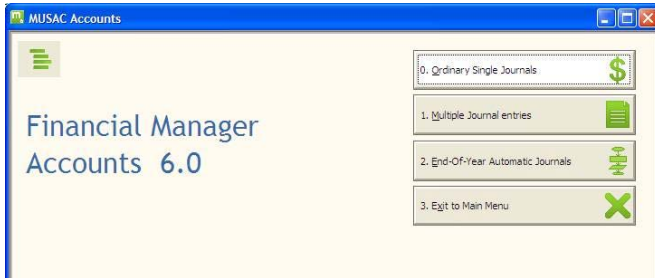 MUSAC Accounts
Financial Manager
Accounts 6.0
0. Ordinary Single Journals
1. Multiple Journal entries
2. End-Of-Year Automatic Journals
3. Exit to Main Menu